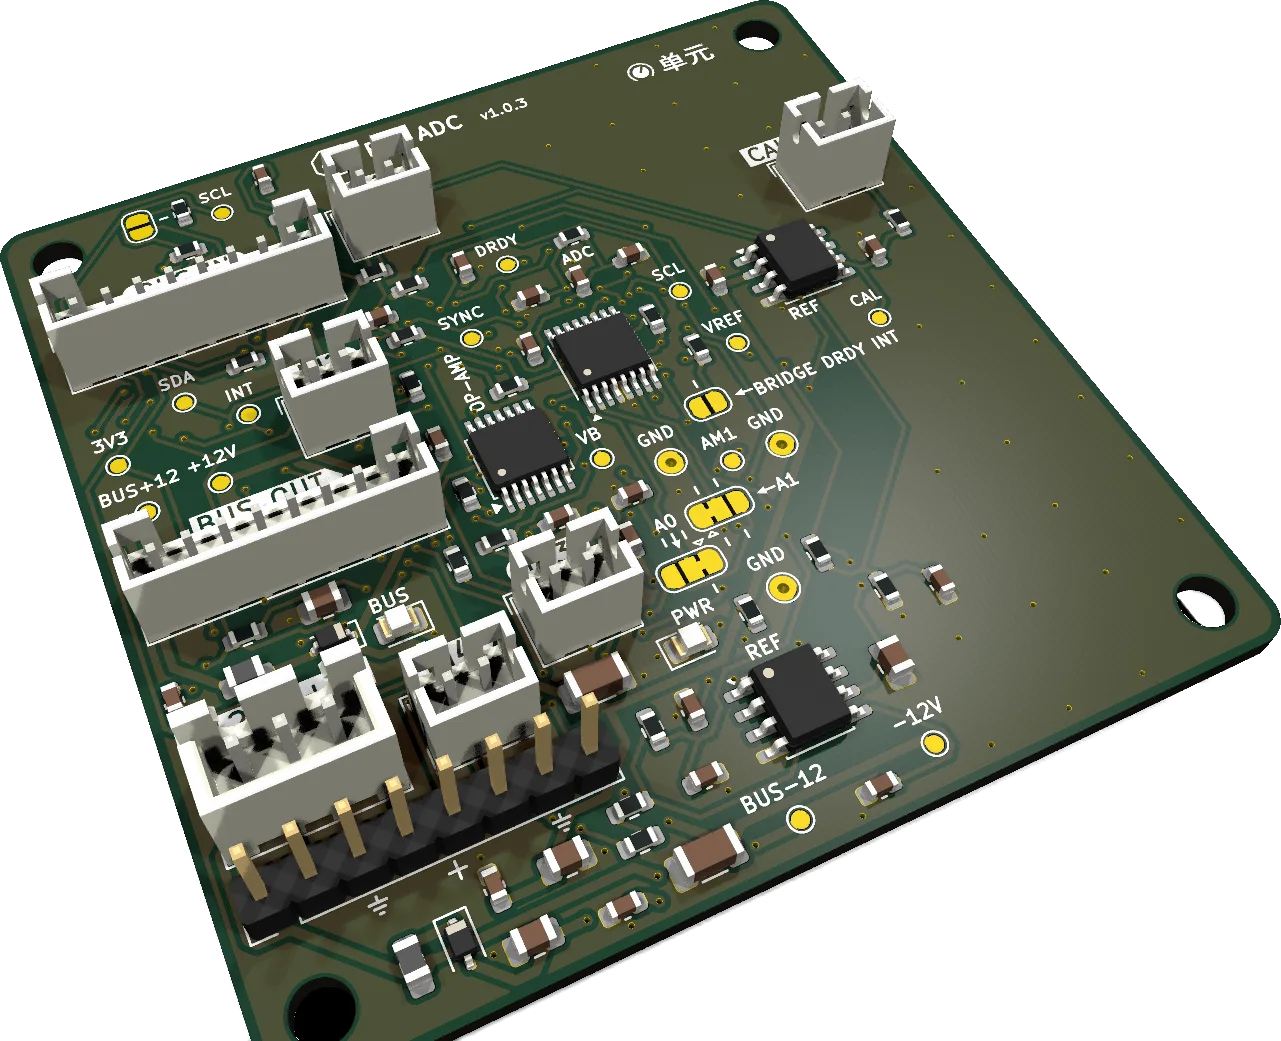 单元
ADC v1.0.3
SCL
DRDY
ADC
SCL
SYNC
VREF
REF
CAL
BRIDGE DRDY INT
OP-AMP
SDA
INT
3V3
BUS+12 +12V
BUS OUT
VB
GND
AM1
GND
A1
A0
GND
BUS
PWR
REF
-12V
BUS-12
+